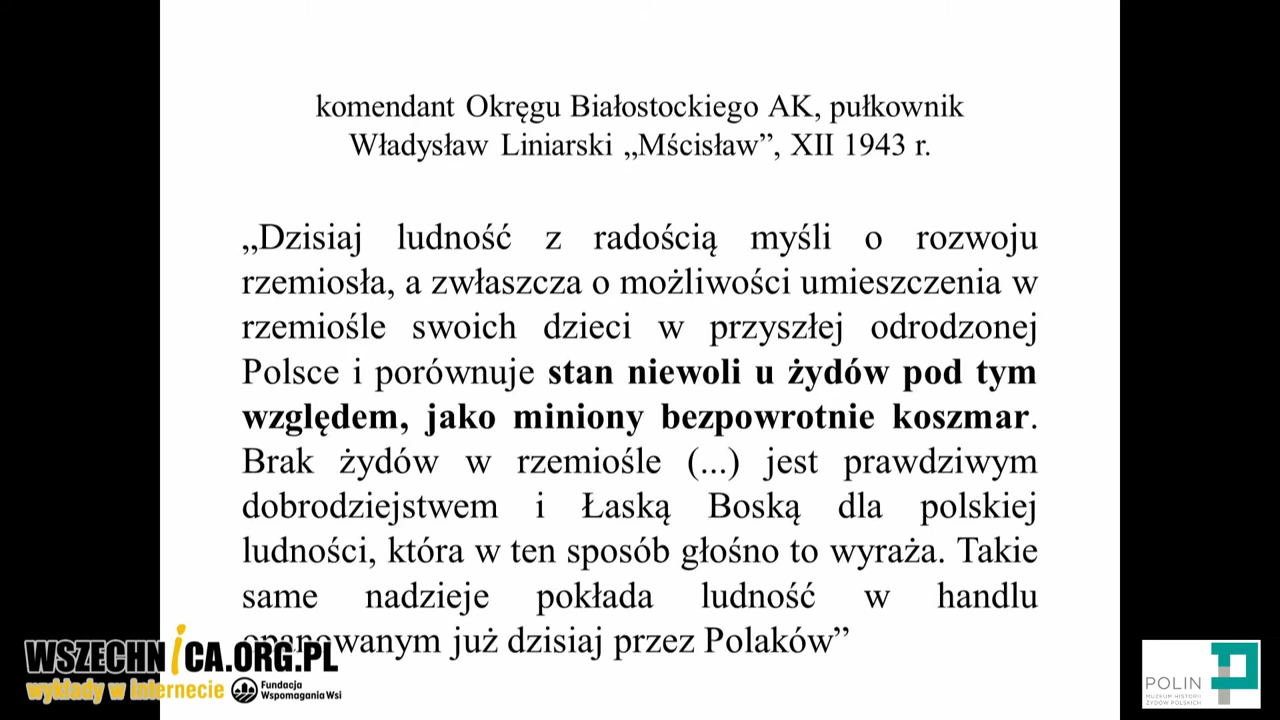 komendant Okręgu Białostockiego AK, pułkownik
Władysław Liniarski „Mścisław”, XII 1943 r.
„Dzisiaj ludność z radością myśli o rozwoju
rzemiosła, a zwłaszcza o możliwości umieszczenia w
rzemiośle swoich dzieci w przyszłej odrodzonej
Polsce i porównuje stan niewoli u żydów pod tym
względem, jako miniony bezpowrotnie koszmar.
Brak żydów w rzemiośle (...) jest prawdziwym
dobrodziejstwem i Łaską Boską dla polskiej
ludności, która w ten sposób głośno to wyraża. Takie
same nadzieje pokłada ludność w handlu
opanowanym już dzisiaj przez Polaków”
WSZECHNICA.ORG.PL
wykłady w internecie
Fundacja
Wspomagania Wsi
POLIN
MUZEUM HISTORII
ŻYDÓW POLSKICH